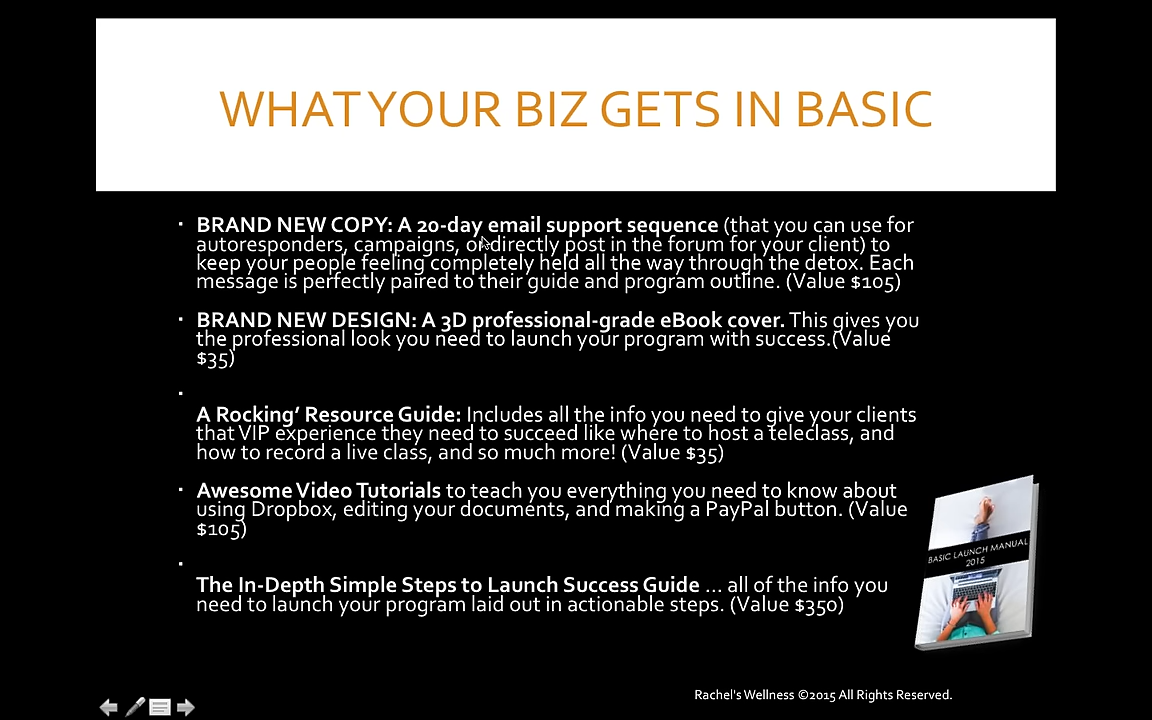 WHAT YOUR BIZ GETS IN BASIC
▪ BRAND NEW COPY: A 20-day email support sequence (that you can use for
autoresponders, campaigns, or directly post in the forum for your client) to
keep your people feeling completely held all the way through the detox. Each
message is perfectly paired to their guide and program outline. (Value $105)
▪ BRAND NEW DESIGN: A 3D professional-grade eBook cover. This gives you
the professional look you need to launch your program with success.(Value
$35)
▪
A Rocking’ Resource Guide: Includes all the info you need to give your clients
that VIP experience they need to succeed like where to host a teleclass, and
how to record a live class, and so much more! (Value $35)
▪ Awesome Video Tutorials to teach you everything you need to know about
using Dropbox, editing your documents, and making a PayPal button. (Value
$105)
▪
The In-Depth Simple Steps to Launch Success Guide … all of the info you
need to launch your program laid out in actionable steps. (Value $350)
BASIC LAUNCH MANUAL
2015
Rachel's Wellness ©2015 All Rights Reserved.